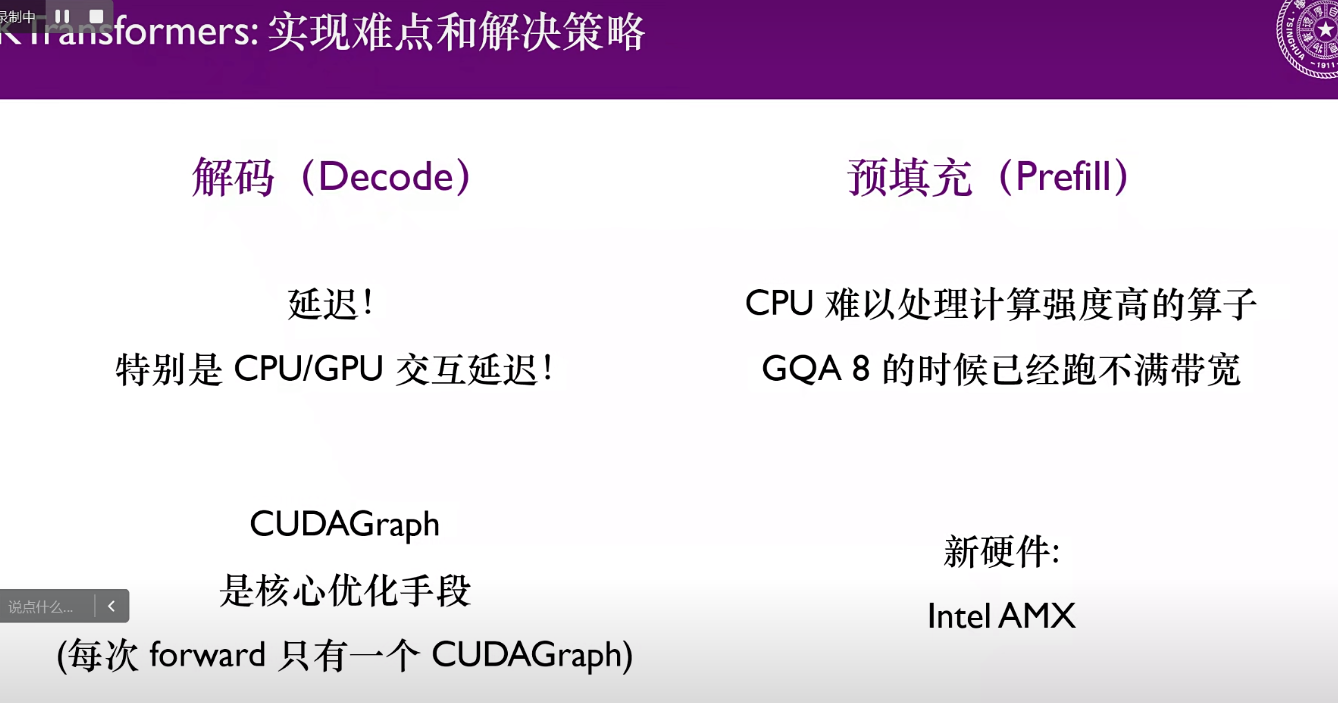 录制中
KTransformers: 实现难点和解决策略
TSINGHUA
1911
解码（Decode）
延迟！
特别是 CPU/GPU 交互延迟！
CUDAGraph
是核心优化手段
(每次 forward 只有一个 CUDAGraph)
预填充（Prefill）
CPU 难以处理计算强度高的算子
GQA 8 的时候已经跑不满带宽
新硬件:
Intel AMX
说点什么...